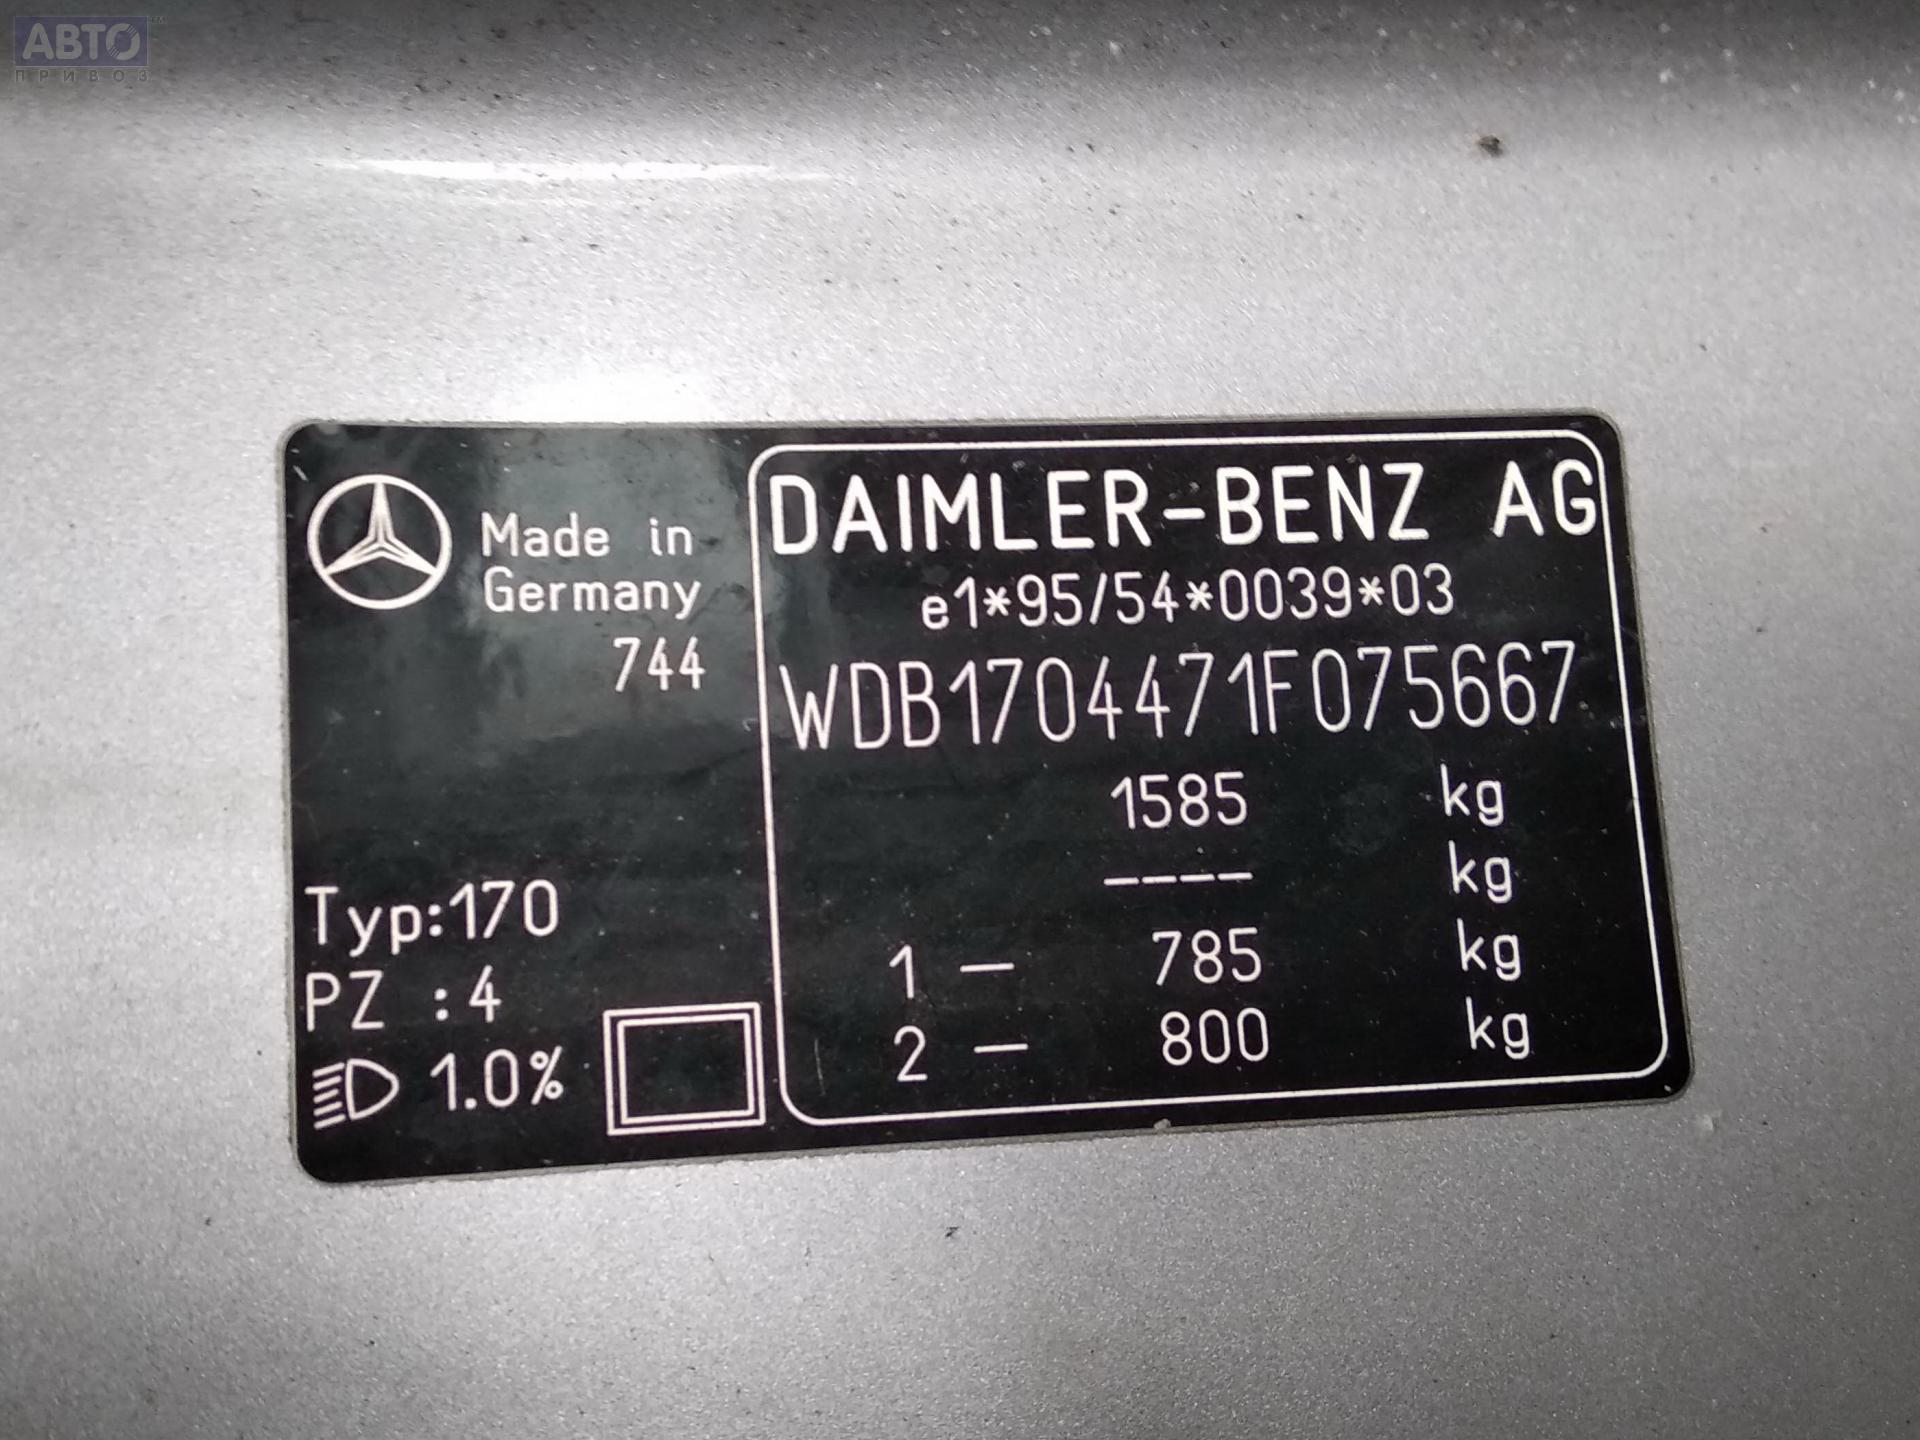 АВТО
ПРИВОЗ
Made in
Germany
744
Typ:170
PZ :4
1.0%
DAIMLER-BENZ AG
e1*95/54*0039*03
WDB1704471F075667
1585 kg
---- kg
1 — 785 kg
2 — 800 kg